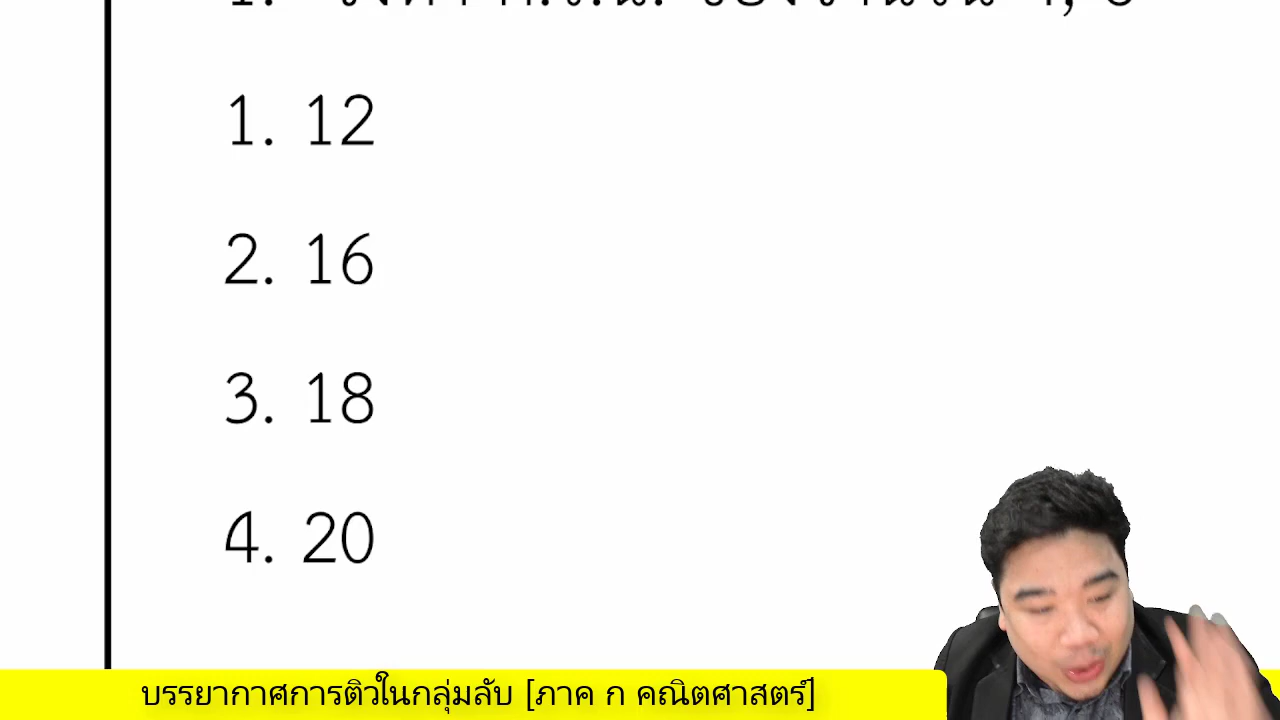 1. 12
2. 16
3. 18
4. 20
บรรยากาศการติวในกลุ่มลับ [ภาค ก คณิตศาสตร์]